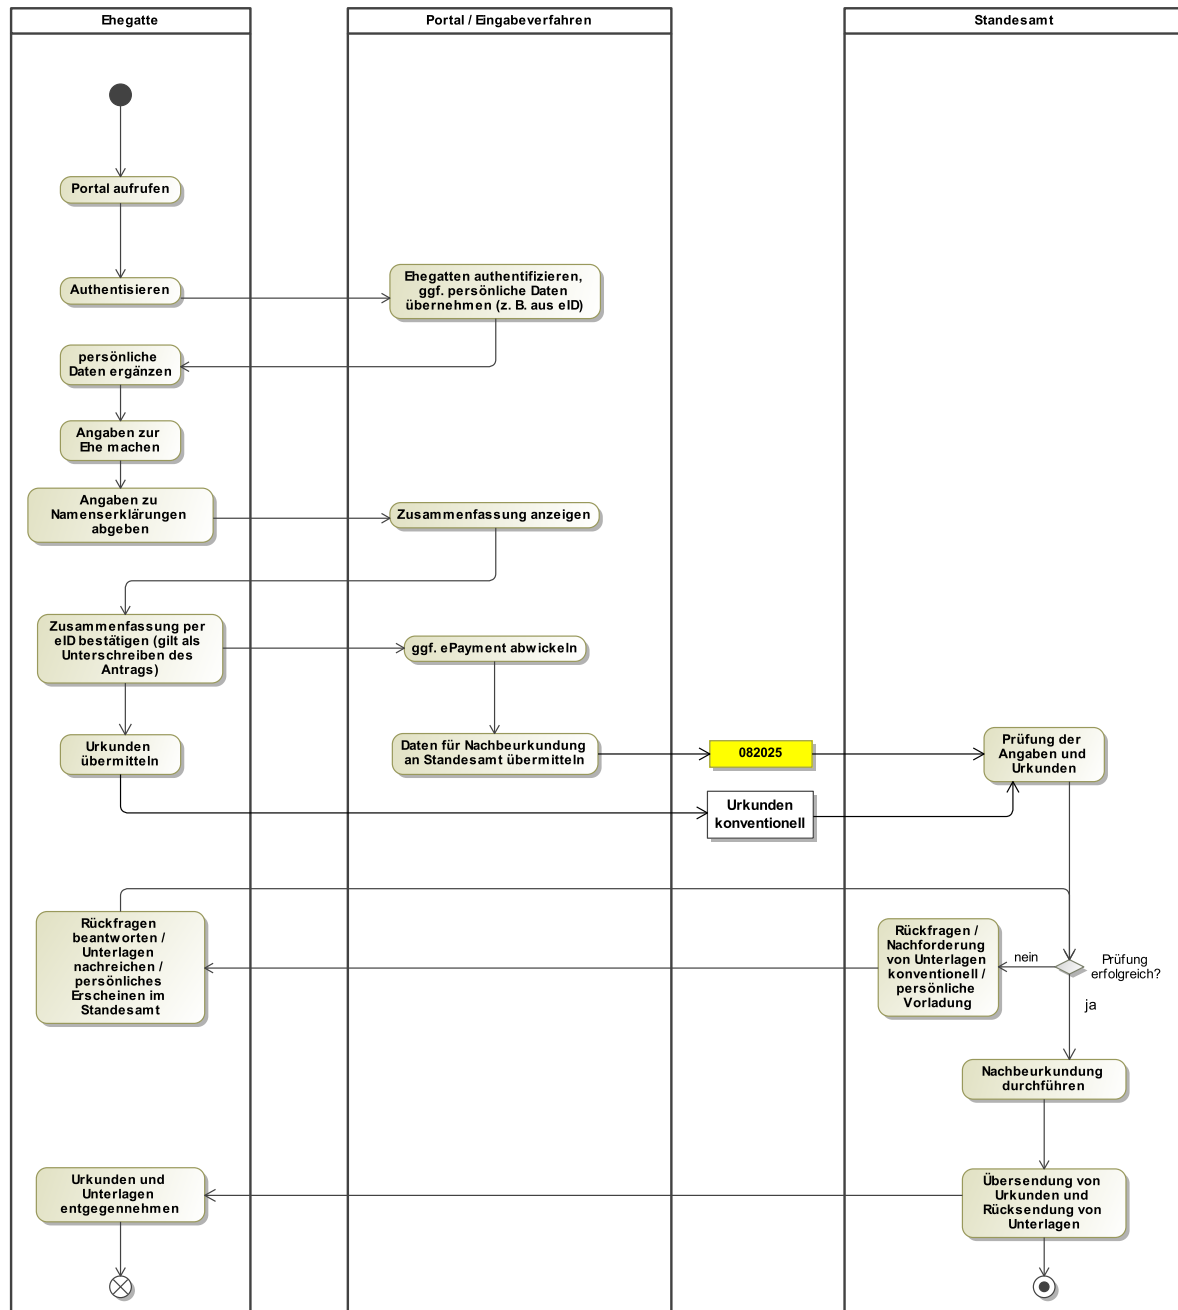 Ehegatte
Portal / Eingabeverfahren
Standesamt
Portal aufrufen
Authentisieren
Ehegatten authentifizieren,
ggf. persönliche Daten
übernehmen (z. B. aus eID)
persönliche
Daten ergänzen
Angaben zur
Ehe machen
Angaben zu
Namenserklärungen
abgeben
Zusammenfassung anzeigen
Zusammenfassung per
eID bestätigen (gilt als
Unterschreiben des
Antrags)
ggf. ePayment abwickeln
Urkunden
übermitteln
Daten für Nachbeurkundung
an Standesamt übermitteln
082025
Prüfung der
Angaben und
Urkunden
Urkunden
konventionell
Rückfragen
beantworten /
Unterlagen
nachreichen /
persönliches
Erscheinen im
Standesamt
Rückfragen /
Nachforderung
von Unterlagen
konventionell /
persönliche
Vorladung
nein
Prüfung
erfolgreich?
ja
Nachbeurkundung
durchführen
Urkunden und
Unterlagen
entgegennehmen
Übersendung von
Urkunden und
Rücksendung von
Unterlagen